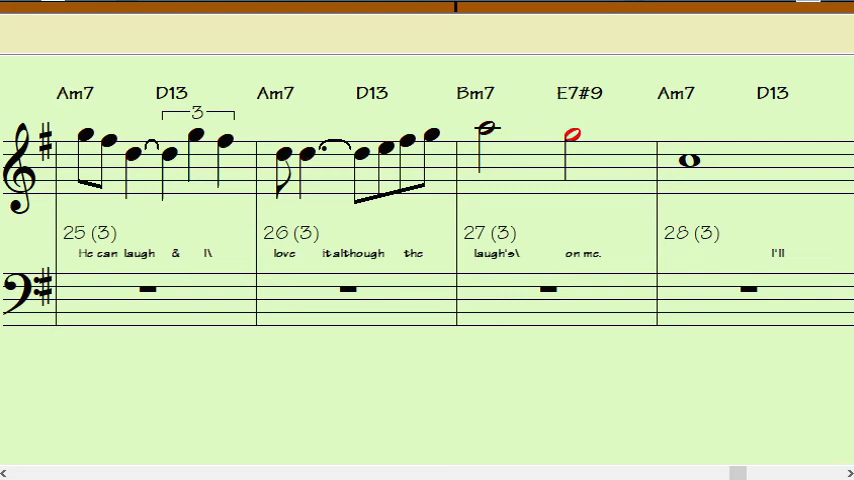 Am7 D13 Am7 D13 Bm7 E7#9 Am7 D13
3
25 (3) 26 (3) 27 (3) 28 (3)
He can laugh & I\ love it although the laugh's\ on me. I'll